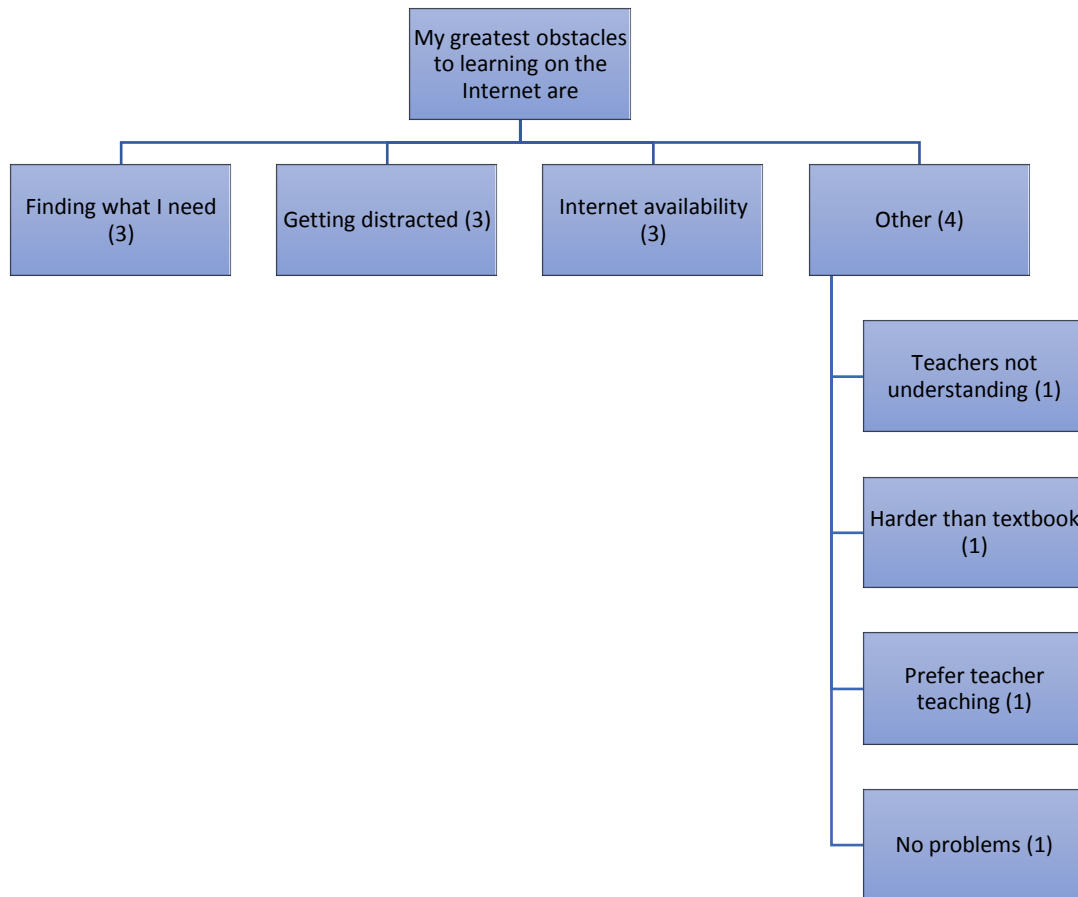 My greatest obstacles
to learning on the
Internet are
Finding what I need
(3)
Getting distracted (3)
Internet availability
(3)
Other (4)
Teachers not
understanding (1)
Harder than textbook
(1)
Prefer teacher
teaching (1)
No problems (1)